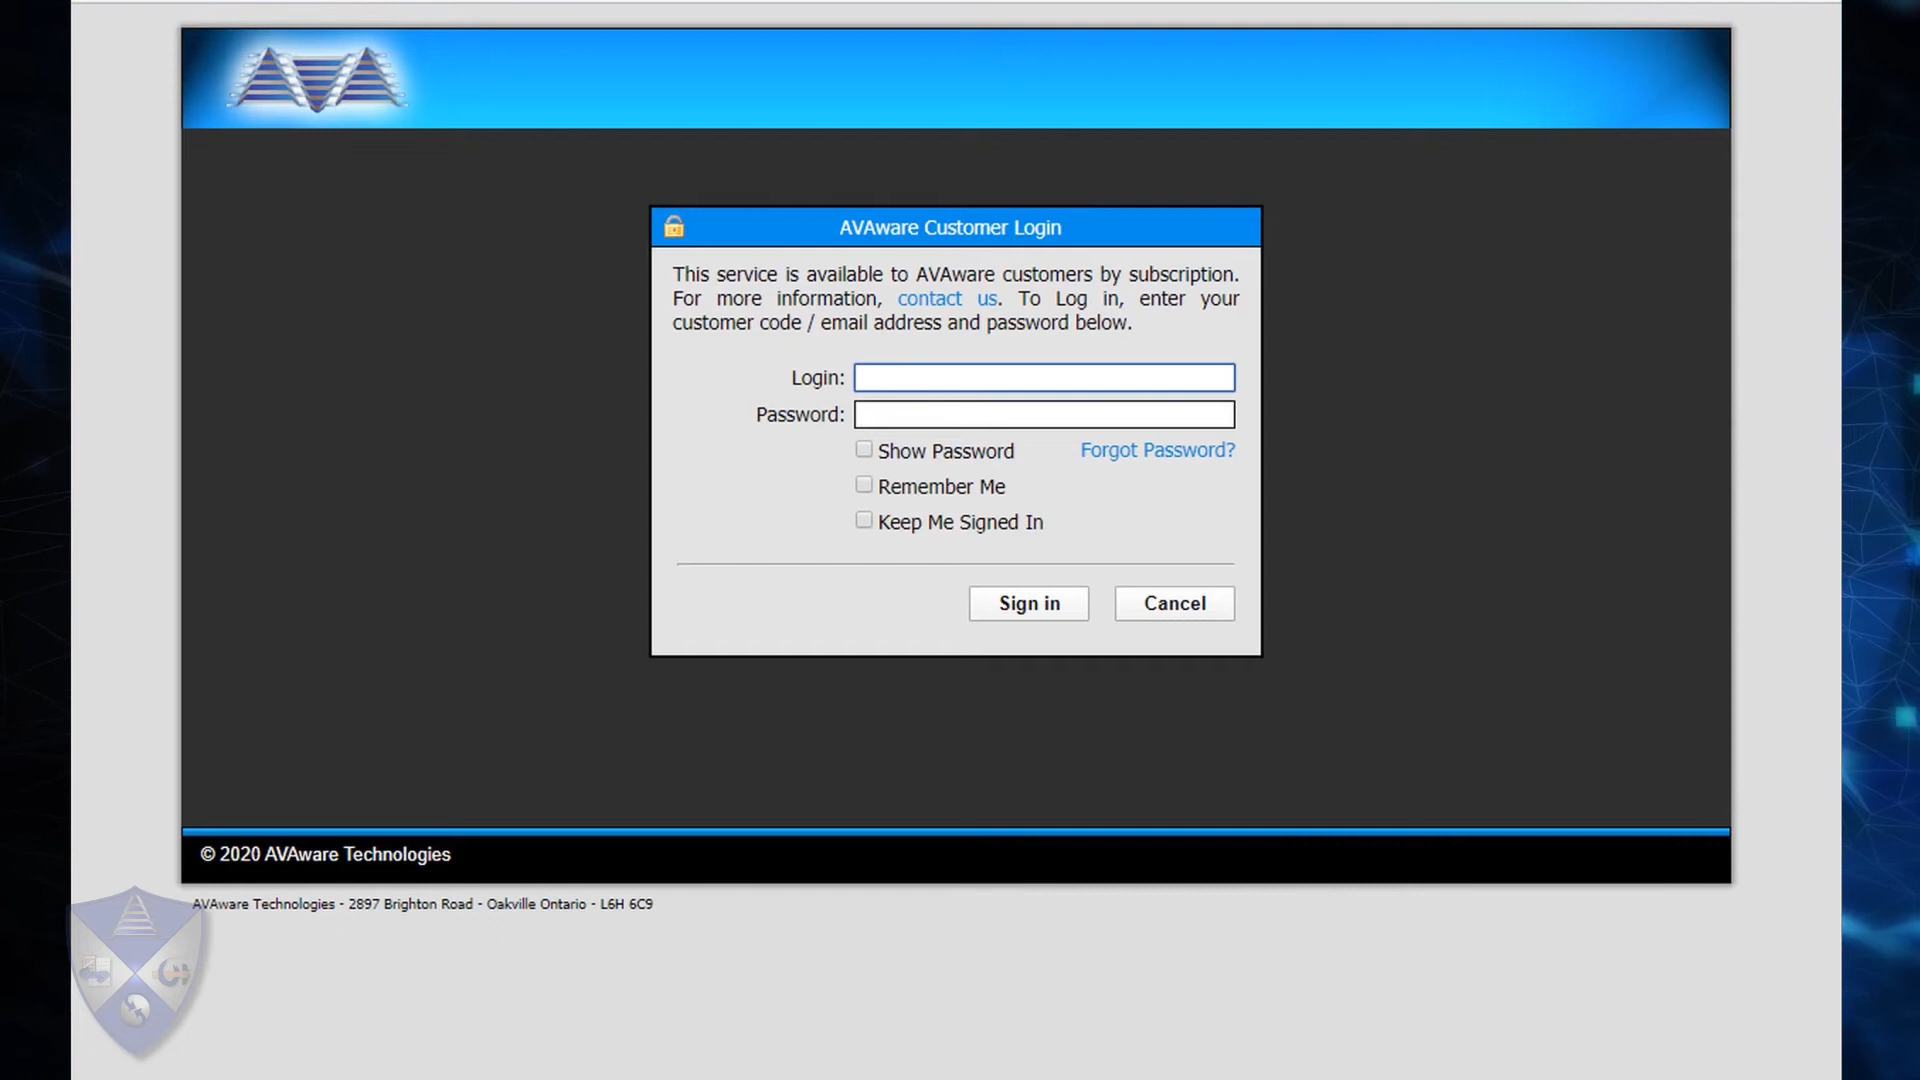 AVA
AVAware Customer Login
This service is available to AVAware customers by subscription.
For more information, contact us. To Log in, enter your
customer code / email address and password below.
Login:
Password:
Show Password Forgot Password?
Remember Me
Keep Me Signed In
Sign in Cancel
© 2020 AVAware Technologies
AVAware Technologies - 2897 Brighton Road - Oakville Ontario - L6H 6C9